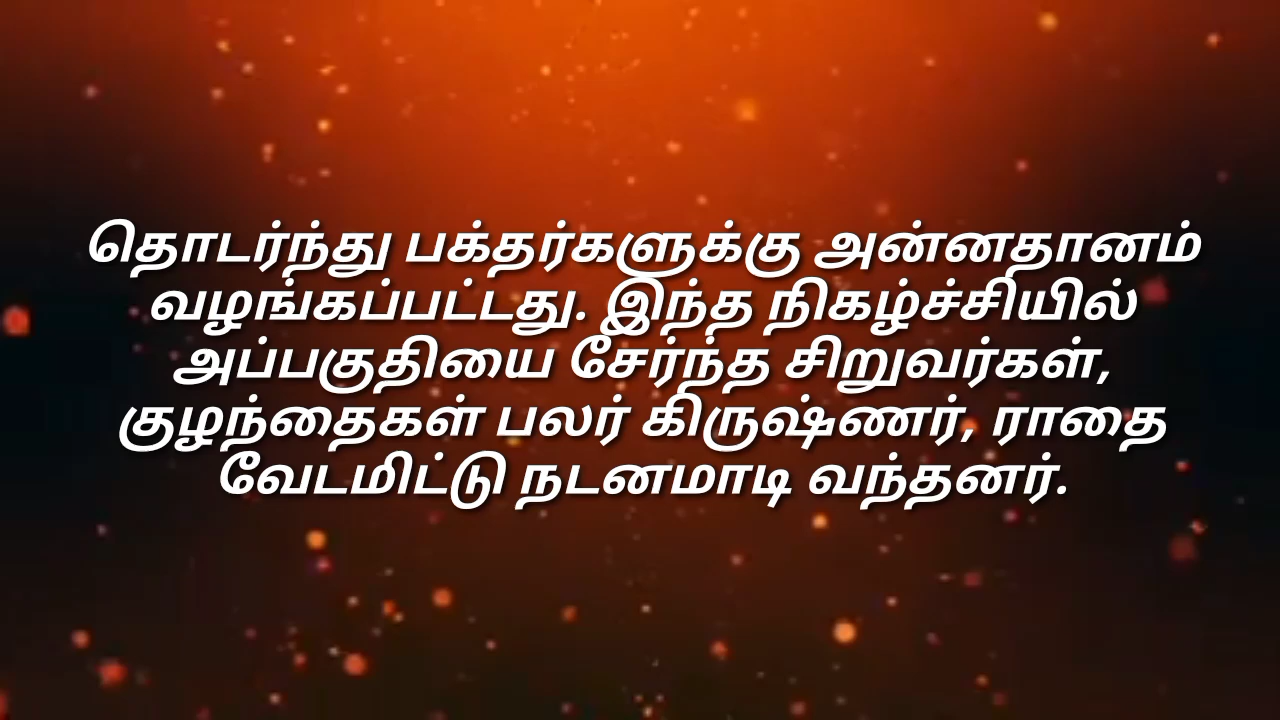 தொடர்ந்து பக்தர்களுக்கு அன்னதானம்
வழங்கப்பட்டது. இந்த நிகழ்ச்சியில்
அப்பகுதியை சேர்ந்த சிறுவர்கள்,
குழந்தைகள் பலர் கிருஷ்ணர், ராதை
வேடமிட்டு நடனமாடி வந்தனர்.